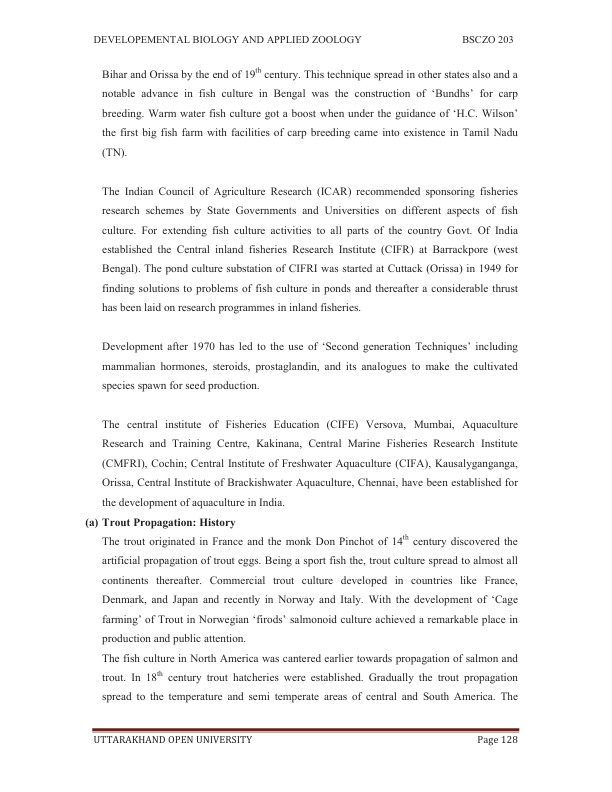 DEVELOPEMENTAL BIOLOGY AND APPLIED ZOOLOGY BSCZO 203
Bihar and Orissa by the end of 19th century. This technique spread in other states also and a
notable advance in fish culture in Bengal was the construction of ‘Bundhs’ for carp
breeding. Warm water fish culture got a boost when under the guidance of ‘H.C. Wilson’
the first big fish farm with facilities of carp breeding came into existence in Tamil Nadu
(TN).
The Indian Council of Agriculture Research (ICAR) recommended sponsoring fisheries
research schemes by State Governments and Universities on different aspects of fish
culture. For extending fish culture activities to all parts of the country Govt. Of India
established the Central inland fisheries Research Institute (CIFR) at Barrackpore (west
Bengal). The pond culture substation of CIFRI was started at Cuttack (Orissa) in 1949 for
finding solutions to problems of fish culture in ponds and thereafter a considerable thrust
has been laid on research programmes in inland fisheries.
Development after 1970 has led to the use of ‘Second generation Techniques’ including
mammalian hormones, steroids, prostaglandin, and its analogues to make the cultivated
species spawn for seed production.
The central institute of Fisheries Education (CIFE) Versova, Mumbai, Aquaculture
Research and Training Centre, Kakinana, Central Marine Fisheries Research Institute
(CMFRI), Cochin; Central Institute of Freshwater Aquaculture (CIFA), Kausalyganganga,
Orissa, Central Institute of Brackishwater Aquaculture, Chennai, have been established for
the development of aquaculture in India.
(a) Trout Propagation: History
The trout originated in France and the monk Don Pinchot of 14th century discovered the
artificial propagation of trout eggs. Being a sport fish the, trout culture spread to almost all
continents thereafter. Commercial trout culture developed in countries like France,
Denmark, and Japan and recently in Norway and Italy. With the development of ‘Cage
farming’ of Trout in Norwegian ‘firods’ salmonoid culture achieved a remarkable place in
production and public attention.
The fish culture in North America was cantered earlier towards propagation of salmon and
trout. In 18th century trout hatcheries were established. Gradually the trout propagation
spread to the temperature and semi temperate areas of central and South America. The
UTTARAKHAND OPEN UNIVERSITY Page 128